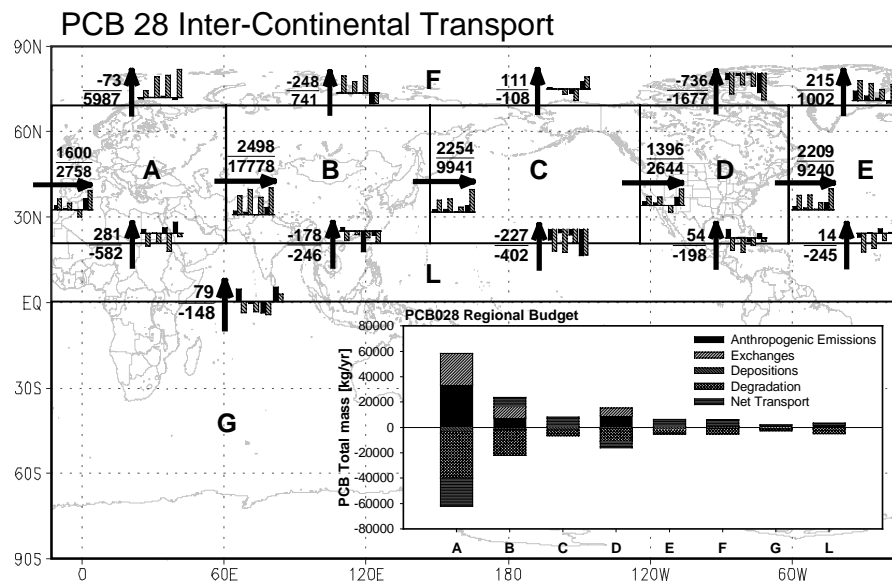 PCB 28 Inter-Continental Transport
90N
-73
5987
-248
741
F
111
-108
-736
-1677
215
1002
60N
1600
2758
A
2498
17778
B
2254
9941
C
1396
2644
D
2209
9240
E
30N
281
-582
-178
-246
-227
-402
54
-198
14
-245
L
EQ
79
-148
PCB028 Regional Budget
80000
60000
40000
20000
0
-20000
-40000
-60000
-80000
PCB Total mass [kg/yr]
Anthropogenic Emissions
Exchanges
Depositions
Degradation
Net Transport
30S
G
60S
90S
A B C D E F G L
0 60E 120E 180 120W 60W